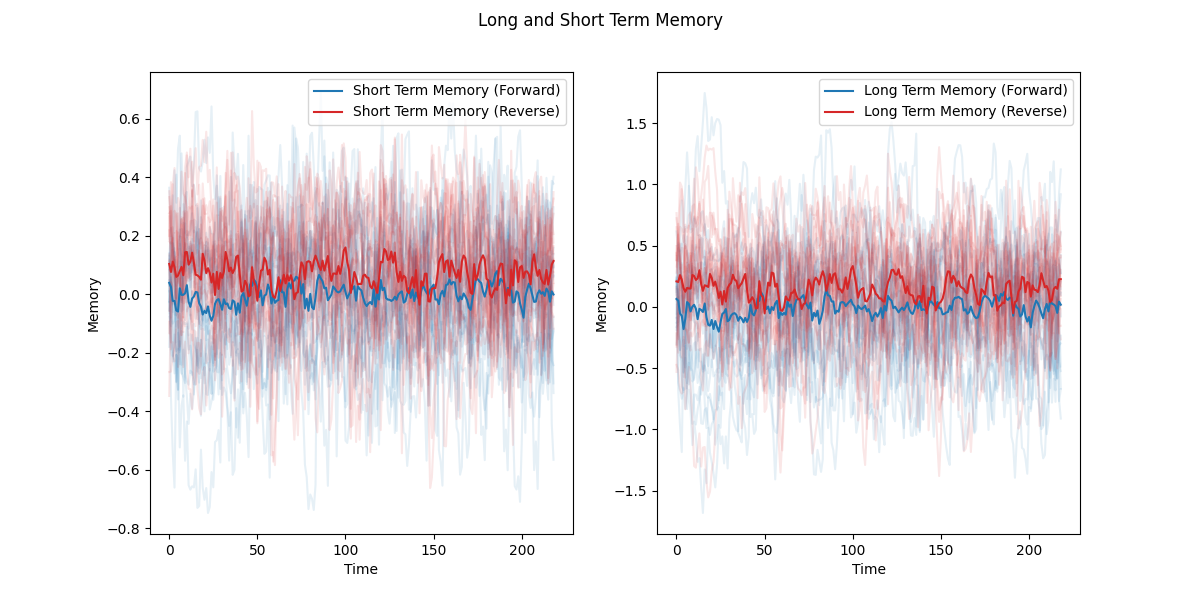 Long and Short Term Memory
Short Term Memory (Forward)
Short Term Memory (Reverse)
0.6
0.4
0.2
0.0
−0.2
−0.4
−0.6
−0.8
Memory
0
50
100
150
200
Time
Long Term Memory (Forward)
Long Term Memory (Reverse)
1.5
1.0
0.5
0.0
−0.5
−1.0
−1.5
Memory
0
50
100
150
200
Time